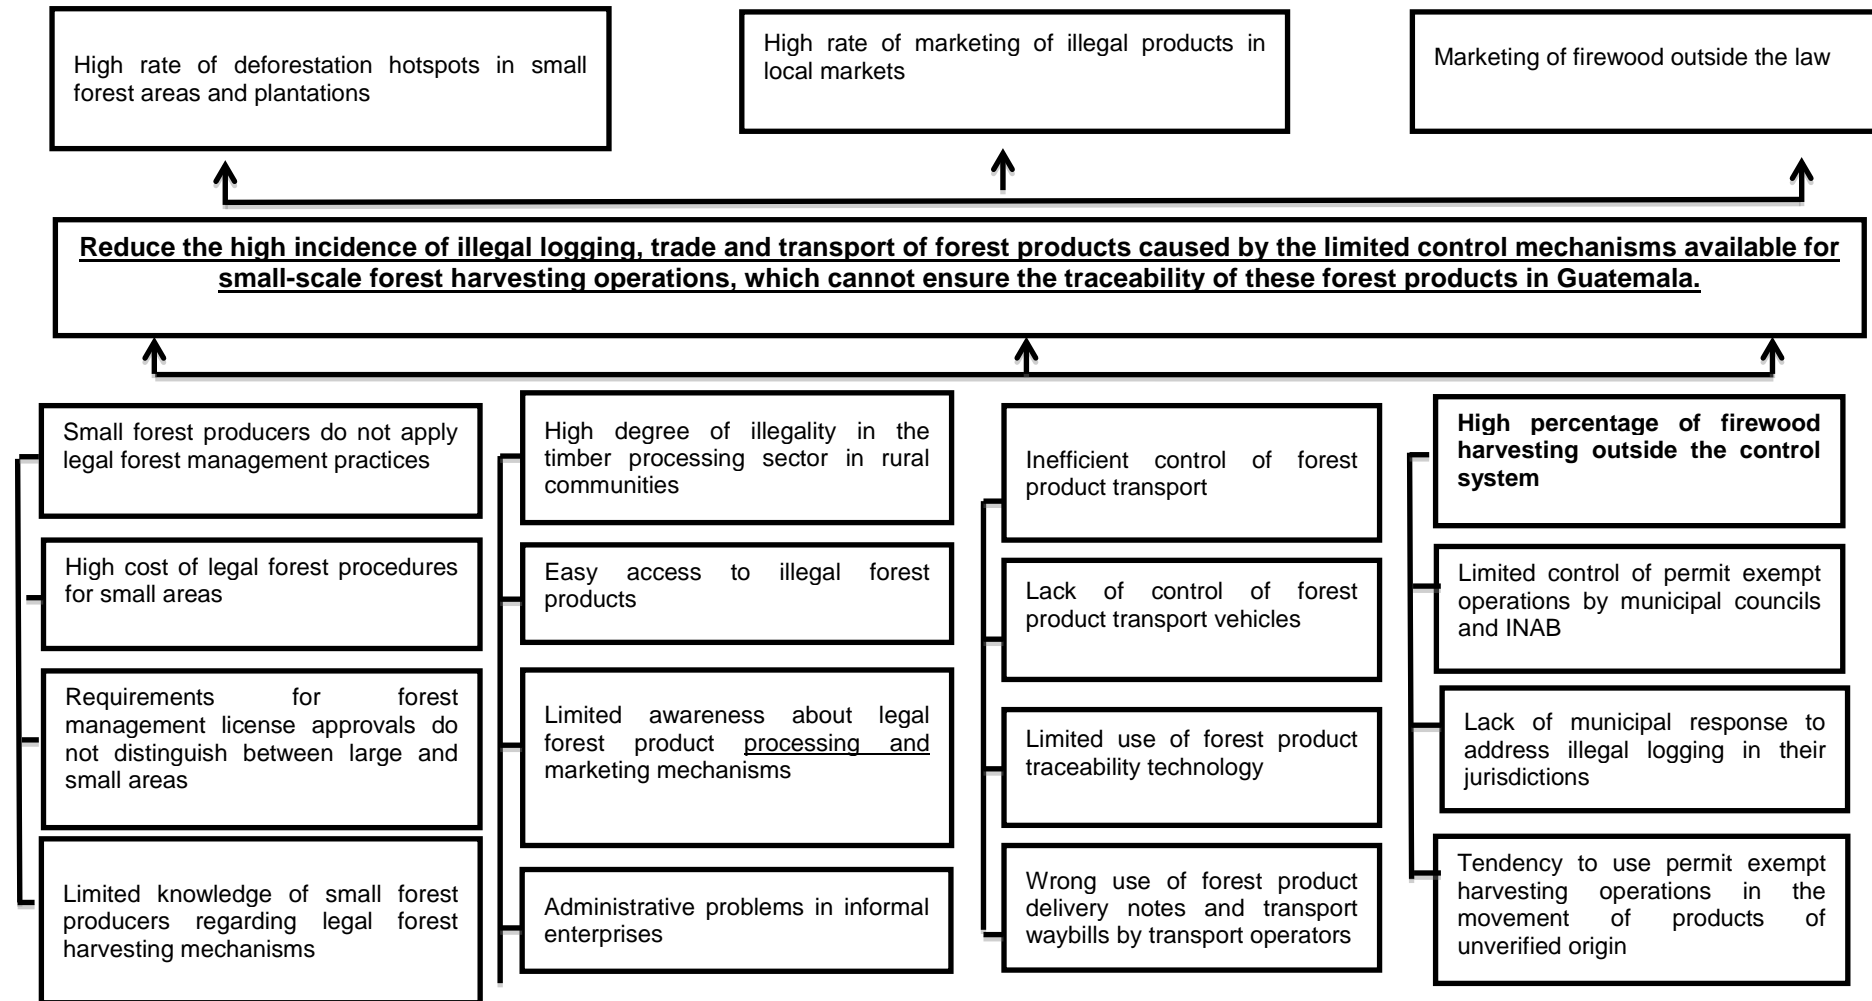 High rate of deforestation hotspots in small
forest areas and plantations
High rate of marketing of illegal products in
local markets
Marketing of firewood outside the law
Reduce the high incidence of illegal logging, trade and transport of forest products caused by the limited control mechanisms available for
small-scale forest harvesting operations, which cannot ensure the traceability of these forest products in Guatemala.
Small forest producers do not apply
legal forest management practices
High cost of legal forest procedures
for small areas
Requirements for forest
management license approvals do
not distinguish between large and
small areas
Limited knowledge of small forest
producers regarding legal forest
harvesting mechanisms
High degree of illegality in the
timber processing sector in rural
communities
Easy access to illegal forest
products
Limited awareness about legal
forest product processing and
marketing mechanisms
Administrative problems in informal
enterprises
Inefficient control of forest
product transport
Lack of control of forest
product transport vehicles
Limited use of forest product
traceability technology
Wrong use of forest product
delivery notes and transport
waybills by transport operators
High percentage of firewood
harvesting outside the control
system
Limited control of permit exempt
operations by municipal councils
and INAB
Lack of municipal response to
address illegal logging in their
jurisdictions
Tendency to use permit exempt
harvesting operations in the
movement of products of
unverified origin